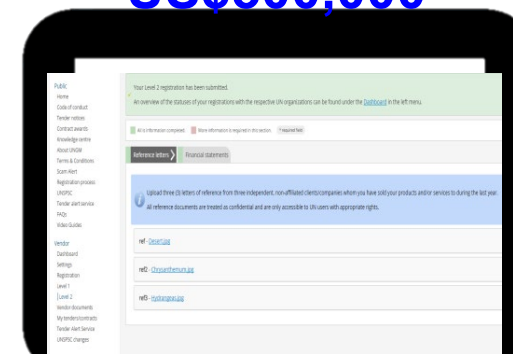 US$500,000
Public
Home
Code of conduct
Tender notices
Contract awards
Knowledge centre
About UNGM
Terms & Conditions
Scam Alert
Registration process
UNSPSC
Tender alert service
FAQs
Video Guides
Vendor
Dashboard
Settings
Registration
Level 1
Level 2
Vendor documents
My tenders/contracts
Tender Alert Service
UNSPSC changes
Your Level 2 registration has been submitted.
An overview of the statuses of your registrations with the respective UN organizations can be found under the Dashboard in the left menu.
All is information completed. More information is required in this section. * required field
Reference letters Financial statements
Upload three (3) letters of reference from three independent, non-affiliated clients/companies whom you have sold your products and/or services to during the last year.
All reference documents are treated as confidential and are only accessible to UN users with appropriate rights.
ref - Desert.jpg
ref2 - Chrysanthemum.jpg
ref3 - Hydrangeas.jpg